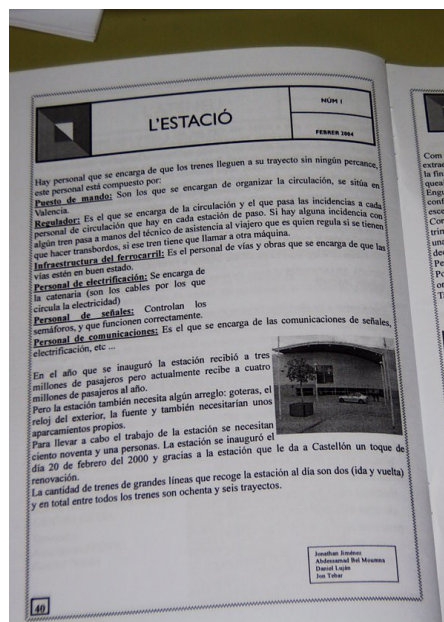 L'ESTACIÓ
NÚM 1
FEBRER 2004
Hay personal que se encarga de que los trenes lleguen a su trayecto sin ningún percance,
este personal está compuesto por:
Puesto de mando: Son los que se encargan de organizar la circulación, se sitúa en
Valencia.
Regulador: Es el que se encarga de la circulación y el que pasa las incidencias a cada
personal de circulación que hay en cada estación de paso. Si hay alguna incidencia con
algún tren pasa a manos del técnico de asistencia al viajero que es quien regula si se tienen
que hacer transbordos, si ese tren tiene que llamar a otra máquina.
Infraestructura del ferrocarril: Es el personal de vías y obras que se encarga de que las
vías estén en buen estado.
Personal de electrificación: Se encarga de
la catenaria (son los cables por los que
circula la electricidad)
Personal de señales: Controlan los
semáforos, y que funcionen correctamente.
Personal de comunicaciones: Es el que se encarga de las comunicaciones de señales,
electrificación, etc ...
En el año que se inauguró la estación recibió a tres
millones de pasajeros pero actualmente recibe a cuatro
millones de pasajeros al año.
Pero la estación también necesita algún arreglo: goteras, el
reloj del exterior, la fuente y también necesitarían unos
aparcamientos propios.
Para llevar a cabo el trabajo de la estación se necesitan
ciento noventa y una personas. La estación se inauguró el
día 20 de febrero del 2000 y gracias a la estación que le da a Castellón un toque de
renovación.
La cantidad de trenes de grandes líneas que recoge la estación al día son dos (ida y vuelta)
y en total entre todos los trenes son ochenta y seis trayectos.
Jonathan Jiménez
Abdessamad Bel Moumna
Daniel Luján
Jon Tebar
40
Com
extra
la fin